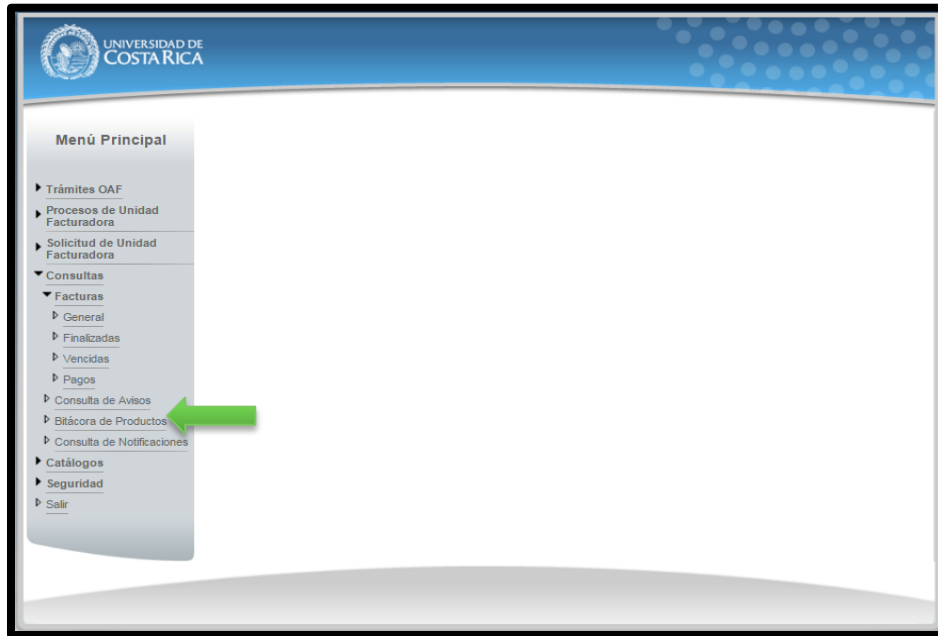 UNIVERSIDAD DE
COSTA RICA
Menú Principal
Trámites OAF
Procesos de Unidad
Facturadora
Solicitud de Unidad
Facturadora
Consultas
Facturas
General
Finalizadas
Vencidas
Pagos
Consulta de Avisos
Bitácora de Productos
Consulta de Notificaciones
Catálogos
Seguridad
Salir